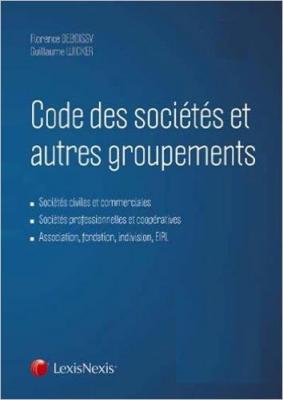 Florence DEBOISSY
Guillaume WICKER
Code des sociétés et
autres groupements
Sociétés civiles et commerciales
Sociétés professionnelles et coopératives
Association, fondation, indivision, EIRL
LexisNexis®